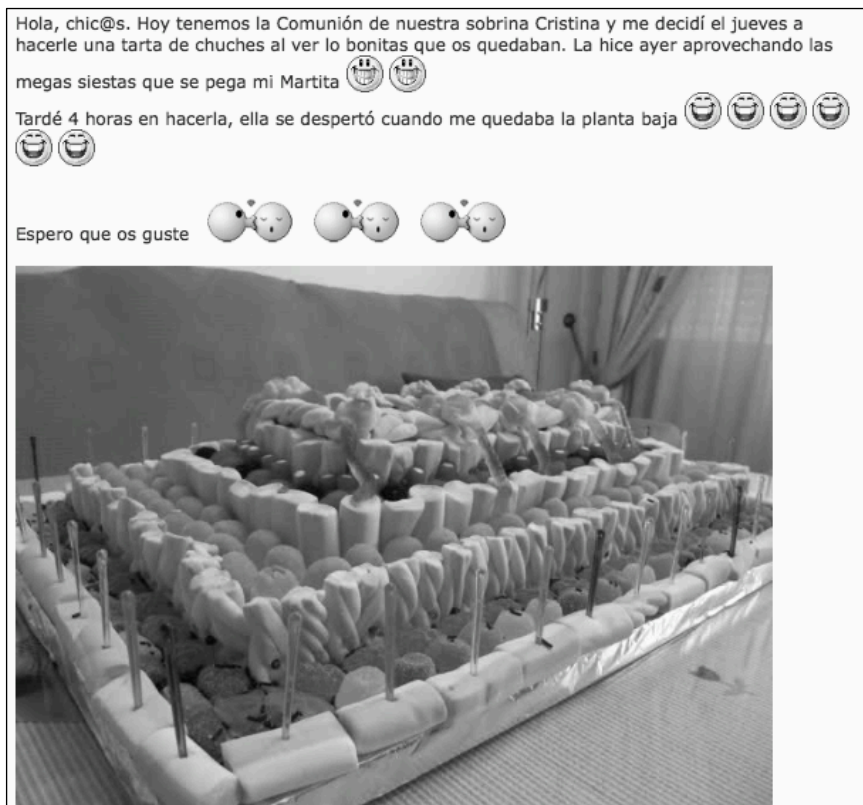 Hola, chic@s. Hoy tenemos la Comunión de nuestra sobrina Cristina y me decidí el jueves a
hacerle una tarta de chuches al ver lo bonitas que os quedaban. La hice ayer aprovechando las
megas siestas que se pega mi Martita
Tardé 4 horas en hacerla, ella se despertó cuando me quedaba la planta baja
Espero que os guste